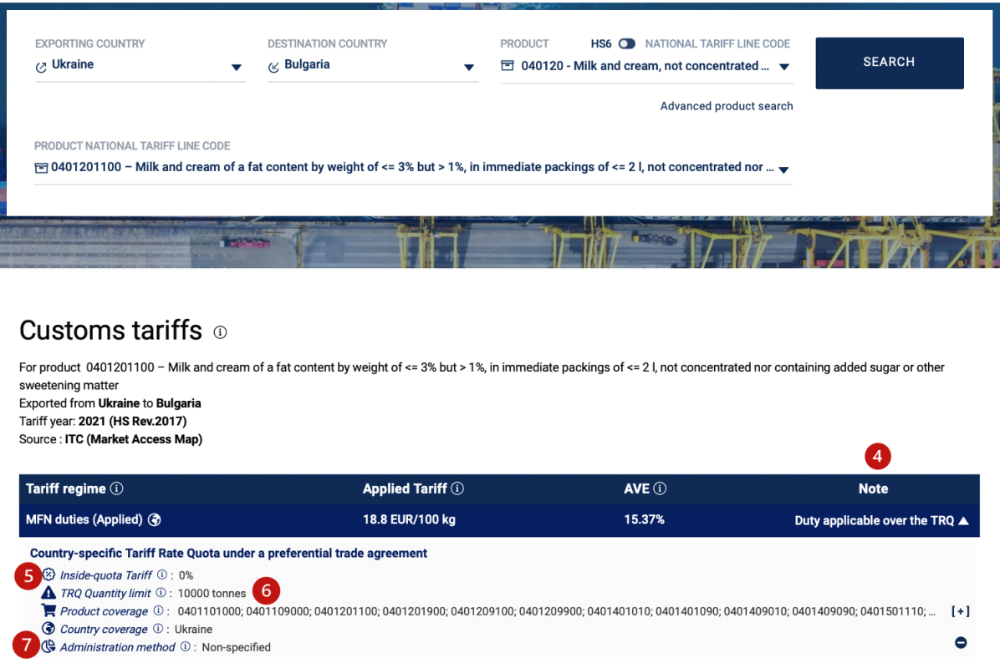 EXPORTING COUNTRY
DESTINATION COUNTRY
PRODUCT HS6 NATIONAL TARIFF LINE CODE
Ukraine
Bulgaria
040120 - Milk and cream, not concentrated ...
SEARCH
Advanced product search
PRODUCT NATIONAL TARIFF LINE CODE
0401201100 – Milk and cream of a fat content by weight of <= 3% but > 1%, in immediate packings of <= 2 l, not concentrated nor ...
Customs tariffs
For product 0401201100 – Milk and cream of a fat content by weight of <= 3% but > 1%, in immediate packings of <= 2 l, not concentrated nor containing added sugar or other
sweetening matter
Exported from Ukraine to Bulgaria
Tariff year: 2021 (HS Rev.2017)
Source : ITC (Market Access Map)
4
Tariff regime Applied Tariff AVE Note
MFN duties (Applied) 18.8 EUR/100 kg 15.37% Duty applicable over the TRQ
Country-specific Tariff Rate Quota under a preferential trade agreement
5 Inside-quota Tariff : 0%
TRQ Quantity limit : 10000 tonnes 6
Product coverage : 0401101000; 0401109000; 0401201100; 0401201900; 0401209100; 0401209900; 0401401010; 0401401090; 0401409010; 0401409090; 0401501110; ... [+]
Country coverage : Ukraine
7 Administration method : Non-specified